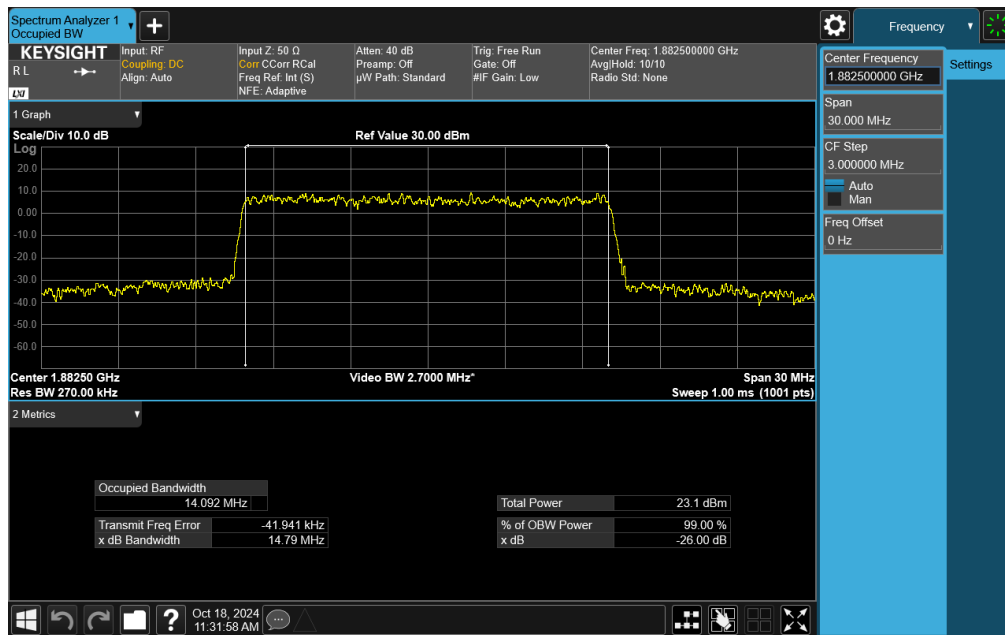 Spectrum Analyzer 1
Occupied BW
Frequency
KEYSIGHT
R L
LXI
Input: RF
Coupling: DC
Align: Auto
Input Z: 50 Ω
Corr CCorr RCal
Freq Ref: Int (S)
NFE: Adaptive
Atten: 40 dB
Preamp: Off
µW Path: Standard
Trig: Free Run
Gate: Off
#IF Gain: Low
Center Freq: 1.882500000 GHz
Avg|Hold: 10/10
Radio Std: None
Center Frequency
1.882500000 GHz
Settings
Span
30.000 MHz
CF Step
3.000000 MHz
Auto
Man
Freq Offset
0 Hz
1 Graph
Scale/Div 10.0 dB
Ref Value 30.00 dBm
Log
20.0
10.0
0.00
-10.0
-20.0
-30.0
-40.0
-50.0
-60.0
Center 1.88250 GHz
Video BW 2.7000 MHz*
Span 30 MHz
Res BW 270.00 kHz
Sweep 1.00 ms (1001 pts)
2 Metrics
Occupied Bandwidth
14.092 MHz
Total Power 23.1 dBm
Transmit Freq Error -41.941 kHz
% of OBW Power 99.00 %
x dB Bandwidth 14.79 MHz
x dB -26.00 dB
?
Oct 18, 2024
11:31:58 AM